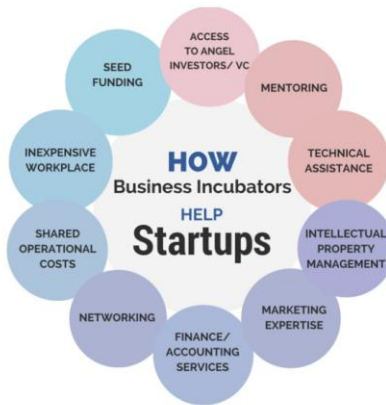 HOW
Business Incubators
HELP
Startups
ACCESS
TO ANGEL
INVESTORS/ VC
MENTORING
TECHNICAL
ASSISTANCE
INTELLECTUAL
PROPERTY
MANAGEMENT
MARKETING
EXPERTISE
FINANCE/
ACCOUNTING
SERVICES
NETWORKING
SHARED
OPERATIONAL
COSTS
INEXPENSIVE
WORKPLACE
SEED
FUNDING